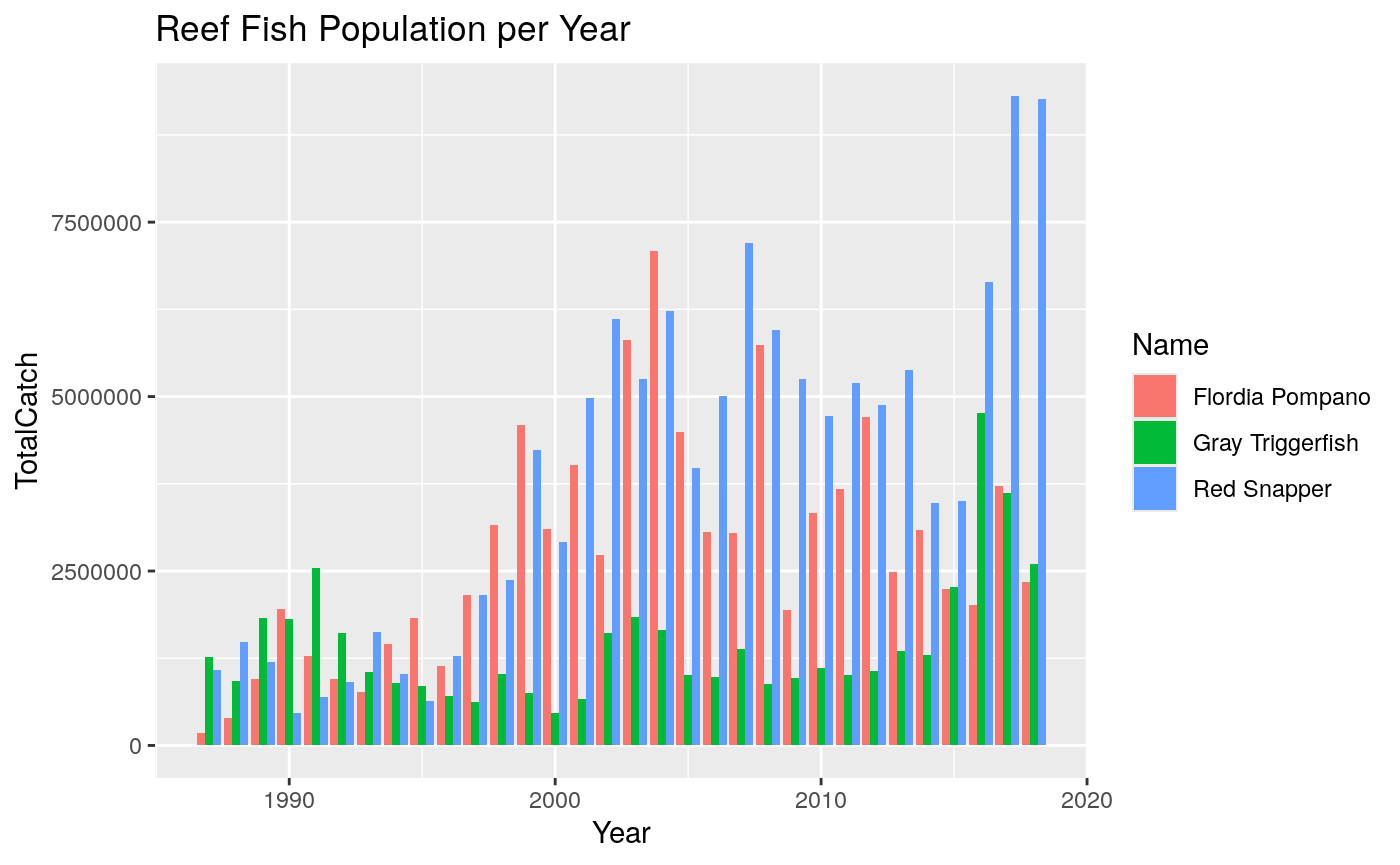 Reef Fish Population per Year
TotalCatch
7500000
5000000
2500000
0
1990
2000
2010
2020
Year
Name
Flordia Pompano
Gray Triggerfish
Red Snapper